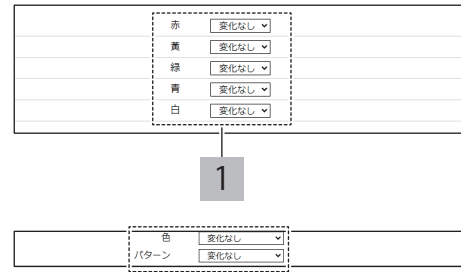 赤 変化なし
黄 変化なし
緑 変化なし
青 変化なし
白 変化なし
1
色 変化なし
パターン 変化なし